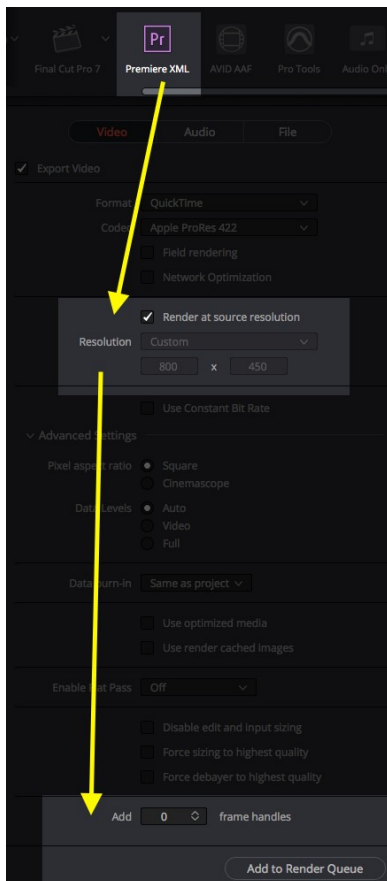 Pr
Final Cut Pro 7 Premiere XML AVID AAF Pro Tools Audio Onl
Video Audio File
Export Video
Format QuickTime
Codec Apple ProRes 422
Field rendering
Network Optimization
Render at source resolution
Resolution Custom
800 x 450
Use Constant Bit Rate
Advanced Settings
Pixel aspect ratio Square
Cinemascope
Data Levels Auto
Video
Full
Data burn-in Same as project
Use optimized media
Use render cached images
Enable Flat Pass Off
Disable edit and input sizing
Force sizing to highest quality
Force debayer to highest quality
Add 0 frame handles
Add to Render Queue